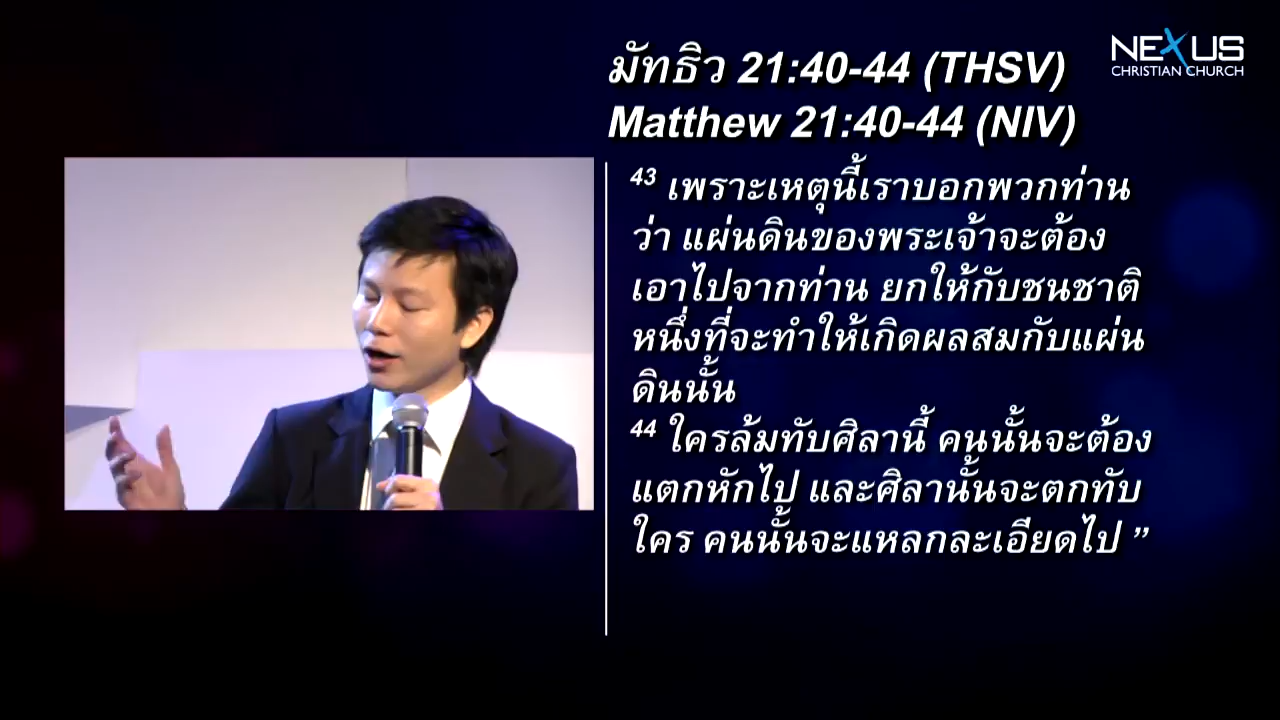 มัทธิว 21:40-44 (THSV)
Matthew 21:40-44 (NIV)
NEXUS
CHRISTIAN CHURCH
43 เพราะเหตุนี้เราบอกพวกท่าน
ว่า แผ่นดินของพระเจ้าจะต้อง
เอาไปจากท่าน ยกให้กับชนชาติ
หนึ่งที่จะทำให้เกิดผลสมกับแผ่น
ดินนั้น
44 ใครล้มทับศิลานี้ คนนั้นจะต้อง
แตกหักไป และศิลานั้นจะตกทับ
ใคร คนนั้นจะแหลกละเอียดไป ”